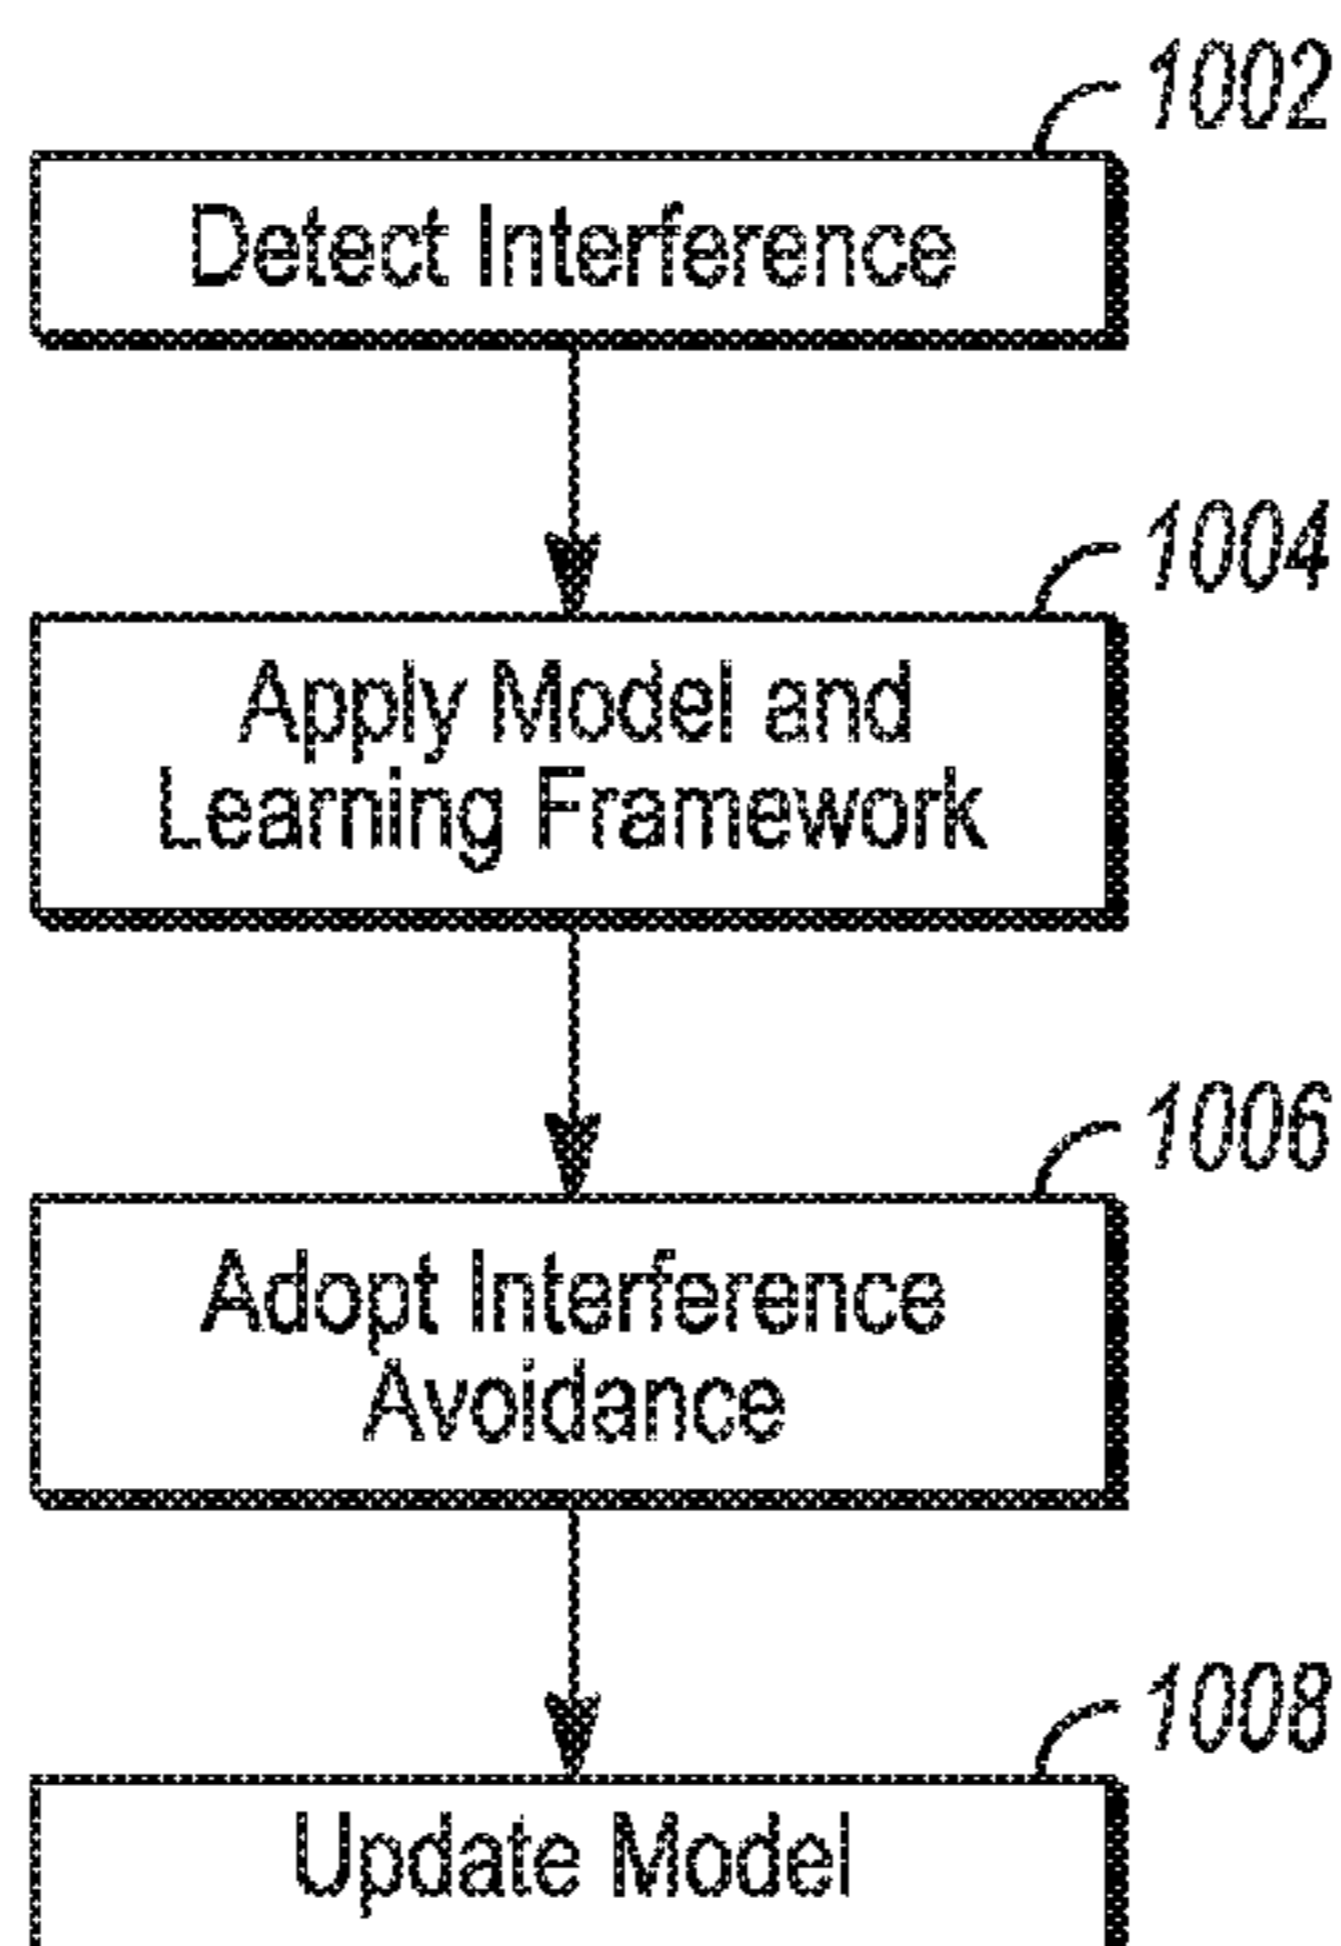 1002
Detect Interference
1004
Apply Model and
Learning Framework
1006
Adopt Interference
Avoidance
1008
Update Model